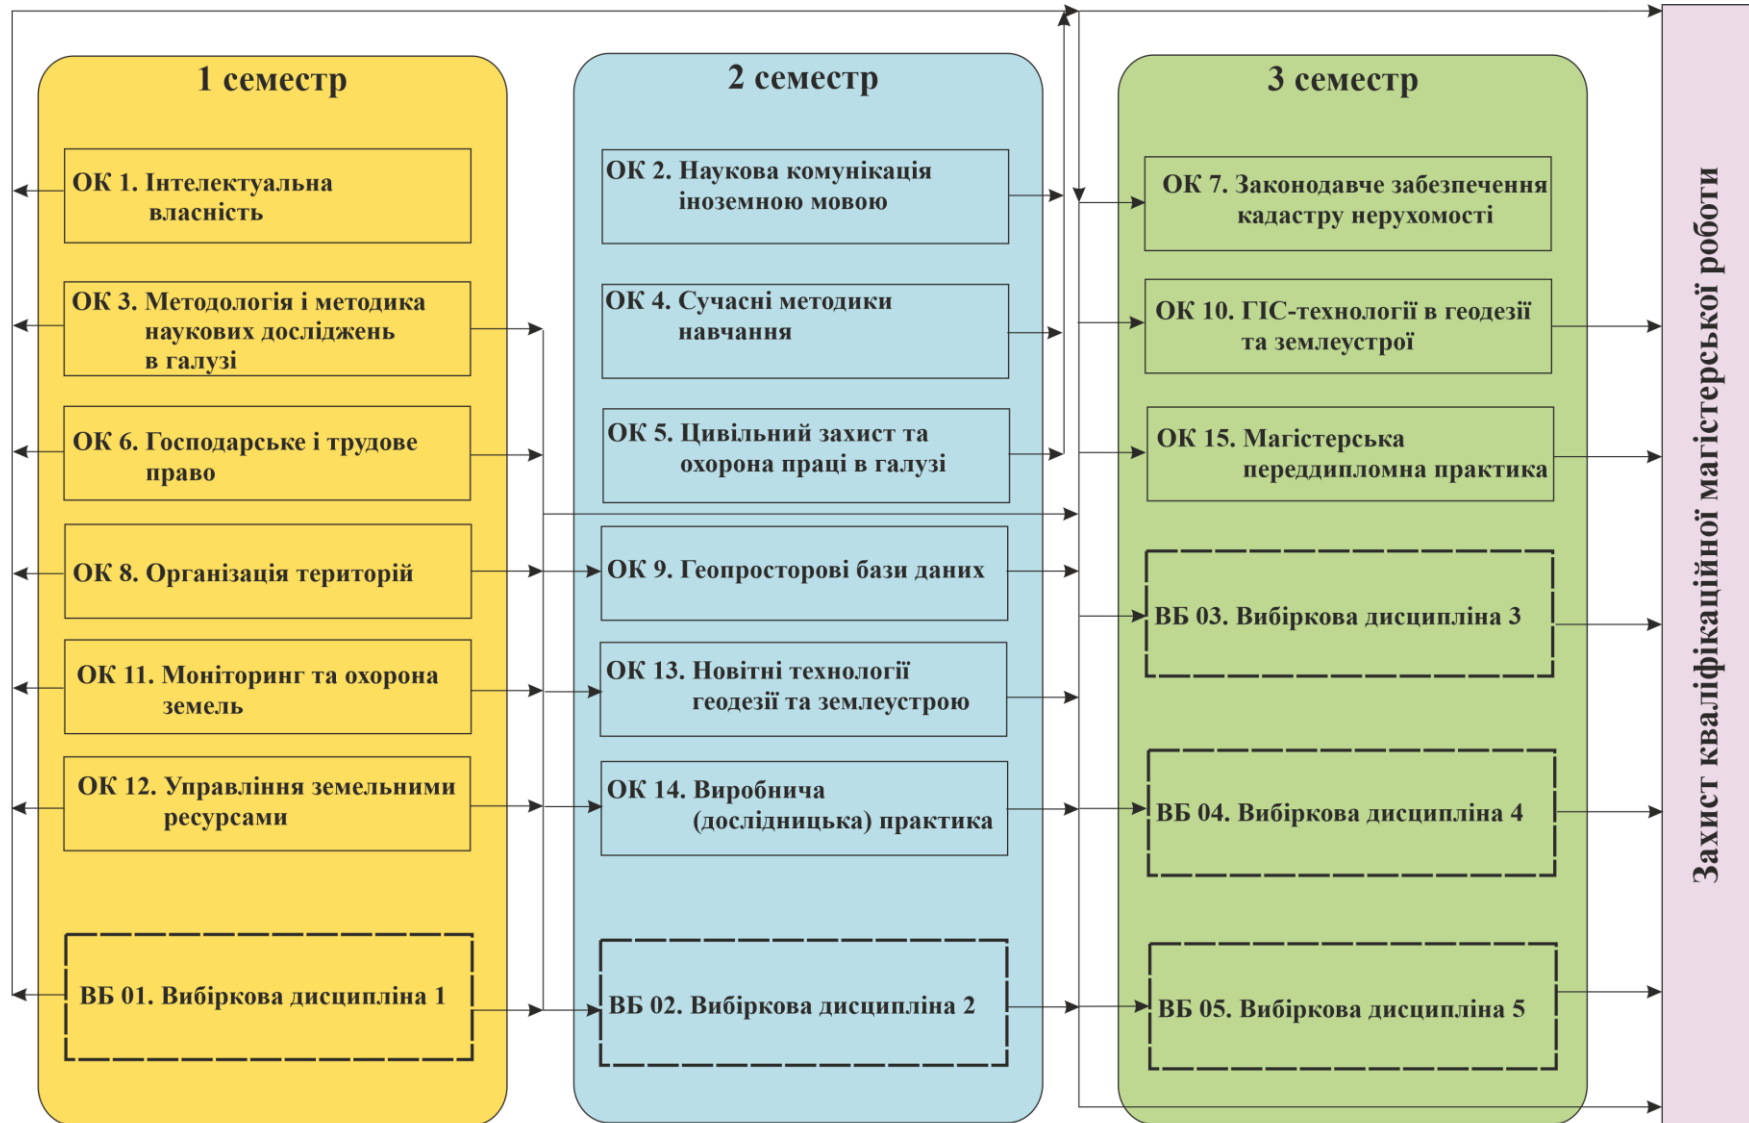 1 семестр
ОК 1. Інтелектуальна
власність
ОК 3. Методологія і методика
наукових досліджень
в галузі
ОК 6. Господарське і трудове
право
ОК 8. Організація територій
ОК 11. Моніторинг та охорона
земель
ОК 12. Управління земельними
ресурсами
ВБ 01. Вибіркова дисципліна 1
2 семестр
ОК 2. Наукова комунікація
іноземною мовою
ОК 4. Сучасні методики
навчання
ОК 5. Цивільний захист та
охорона праці в галузі
ОК 9. Геопросторові бази даних
ОК 13. Новітні технології
геодезії та землеустрою
ОК 14. Виробнича
(дослідницька) практика
ВБ 02. Вибіркова дисципліна 2
3 семестр
ОК 7. Законодавче забезпечення
кадастру нерухомості
ОК 10. ГІС-технології в геодезії
та землеустрої
ОК 15. Магістерська
переддипломна практика
ВБ 03. Вибіркова дисципліна 3
ВБ 04. Вибіркова дисципліна 4
ВБ 05. Вибіркова дисципліна 5
Захист кваліфікаційної магістерської роботи